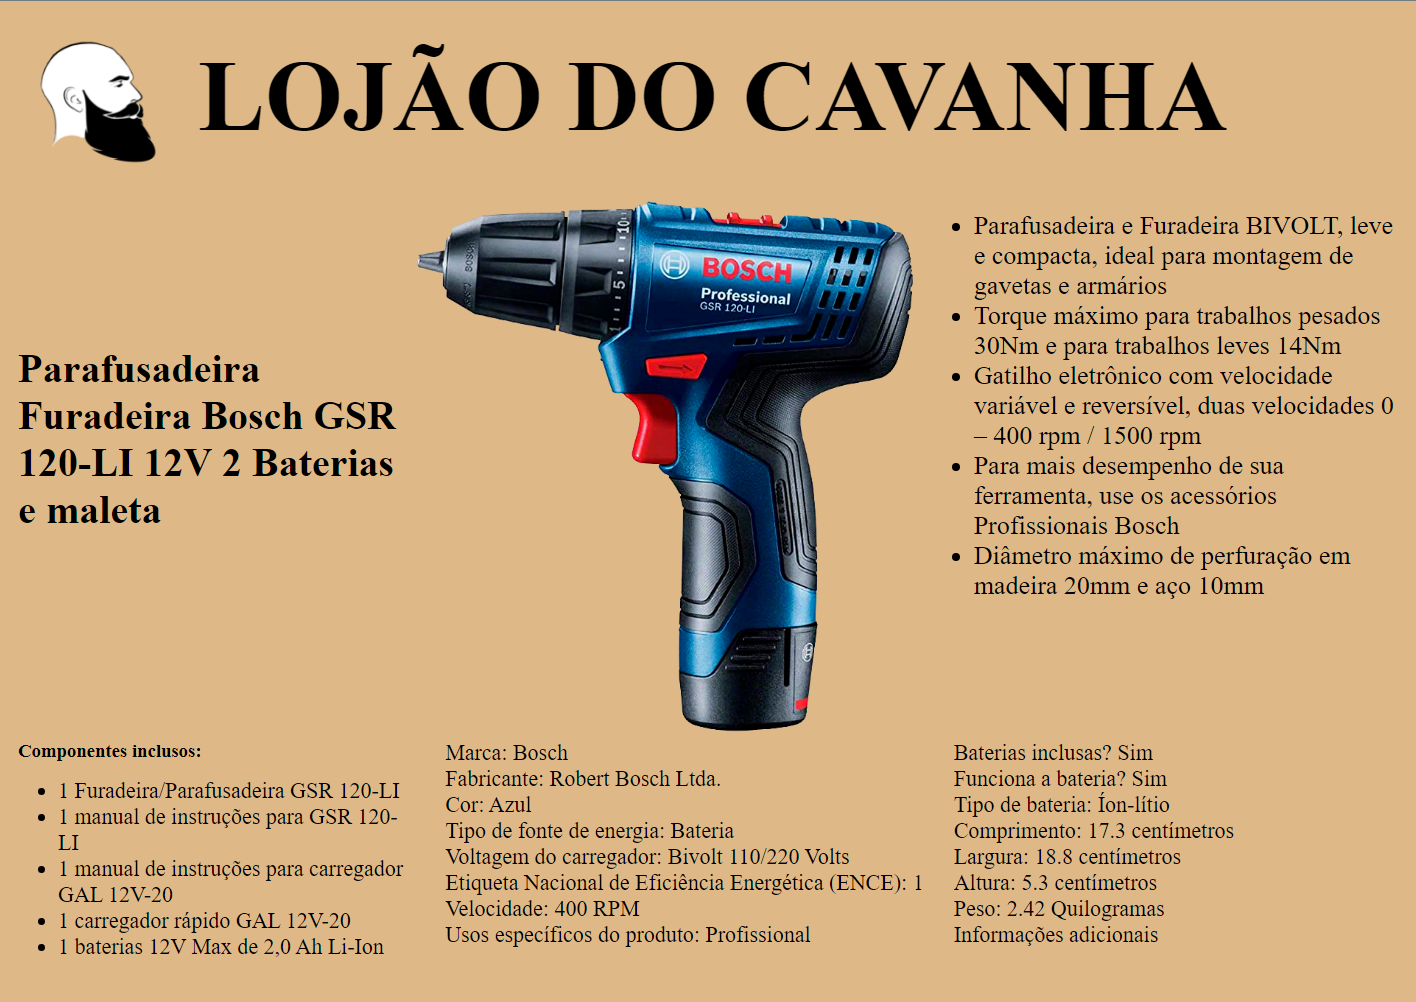 LOJÃO DO CAVANHA
BOSCH
BOSCH
Professional
GSR 120-LI
10
5
1
Parafusadeira
Furadeira Bosch GSR
120-LI 12V 2 Baterias
e maleta
• Parafusadeira e Furadeira BIVOLT, leve
e compacta, ideal para montagem de
gavetas e armários
• Torque máximo para trabalhos pesados
30Nm e para trabalhos leves 14Nm
• Gatilho eletrônico com velocidade
variável e reversível, duas velocidades 0
– 400 rpm / 1500 rpm
• Para mais desempenho de sua
ferramenta, use os acessórios
Profissionais Bosch
• Diâmetro máximo de perfuração em
madeira 20mm e aço 10mm
Componentes inclusos:
• 1 Furadeira/Parafusadeira GSR 120-LI
• 1 manual de instruções para GSR 120-
LI
• 1 manual de instruções para carregador
GAL 12V-20
• 1 carregador rápido GAL 12V-20
• 1 baterias 12V Max de 2,0 Ah Li-Ion
Marca: Bosch
Fabricante: Robert Bosch Ltda.
Cor: Azul
Tipo de fonte de energia: Bateria
Voltagem do carregador: Bivolt 110/220 Volts
Etiqueta Nacional de Eficiência Energética (ENCE): 1
Velocidade: 400 RPM
Usos específicos do produto: Profissional
Baterias inclusas? Sim
Funciona a bateria? Sim
Tipo de bateria: Íon-lítio
Comprimento: 17.3 centímetros
Largura: 18.8 centímetros
Altura: 5.3 centímetros
Peso: 2.42 Quilogramas
Informações adicionais